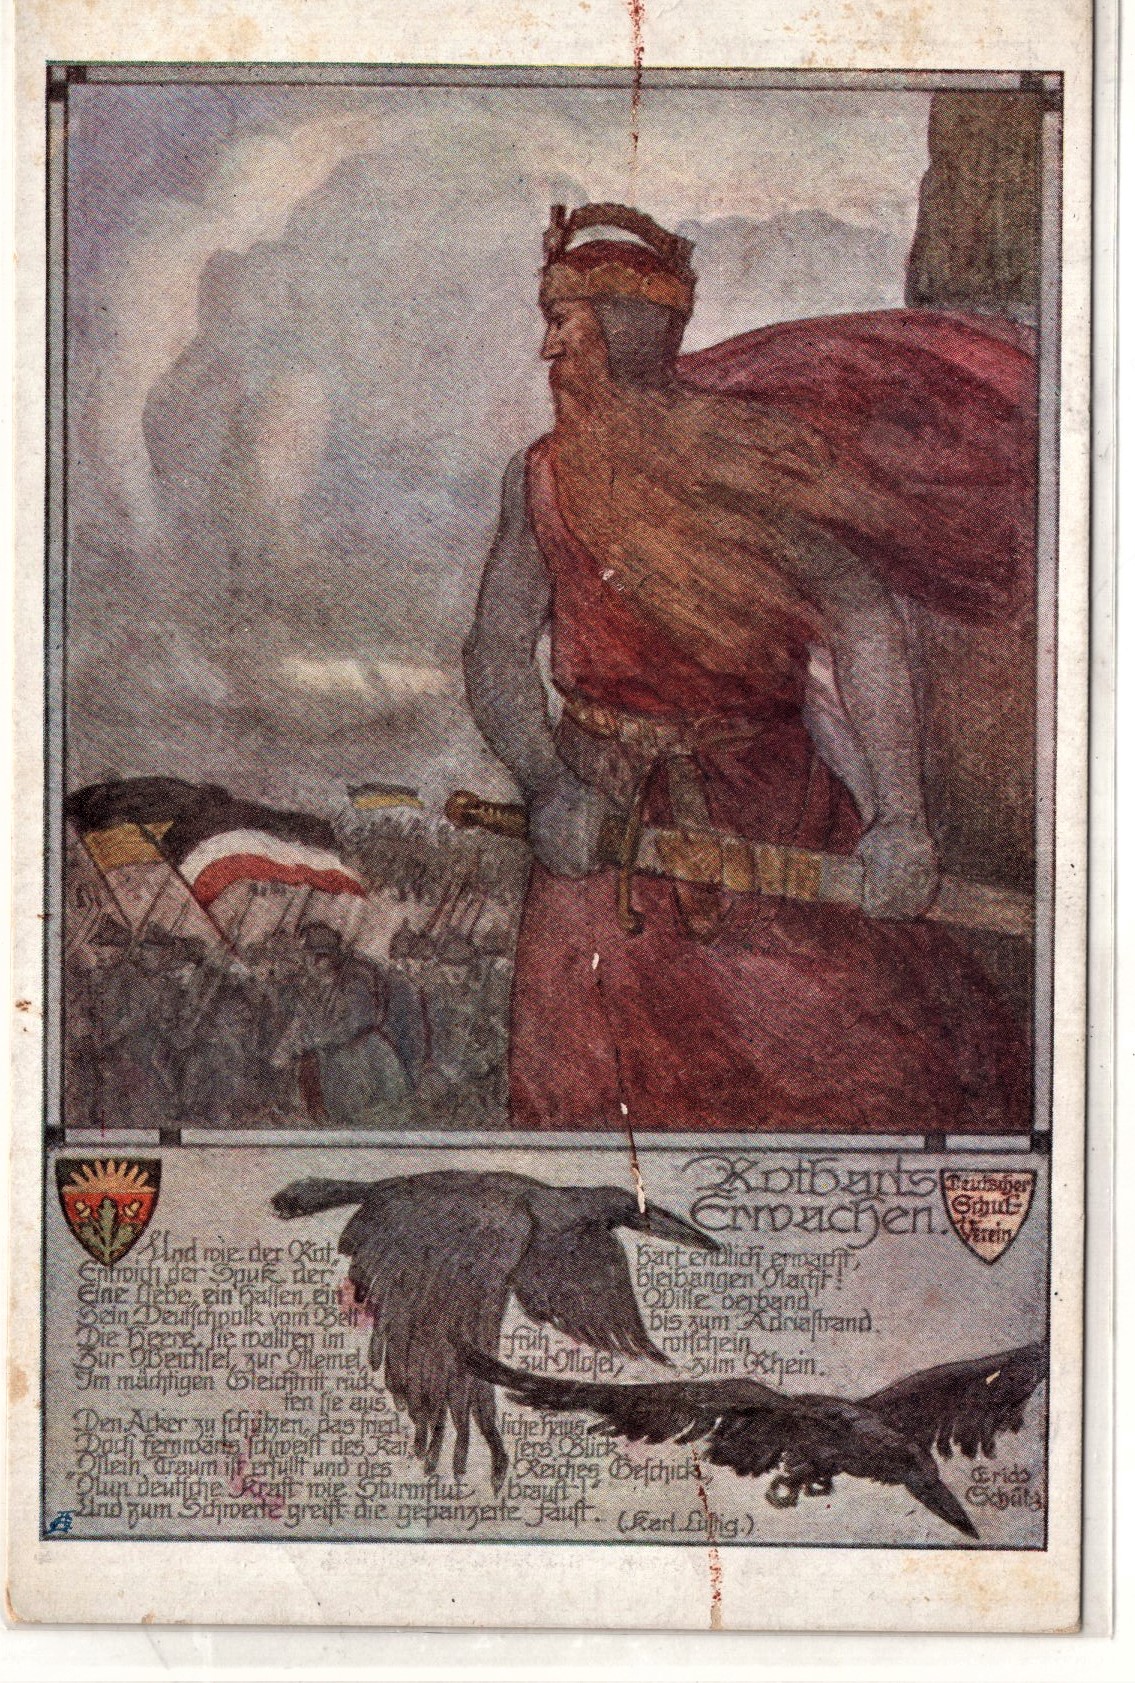 Rotbarts
Erwachen.
Deutscher
Schul-
Verein
Und wie der Rot, bart endlich erwacht,
Entwich der Spuk der bleibangen Nacht!
Eine Liebe, ein Hassen, ein Wille verband
Sein Deutschvolk vom Belt bis zum Adriastrand.
Die Heere, sie wallten im früh- rotschein
Zur Weichsel, zur Memel, zur Mosel, zum Rhein.
Im mächtigen Gleichtritt rück-
ten sie aus,
Den Acker zu schützen, das fried- liche Haus
Doch fernwärts schweift des Kai, sers Blick
"Mein Traum ist erfüllt und des Reiches Geschick,
Nun deutsche Kraft wie Sturmflut braust"
Und zum Schwerte greift die gepanzerte Faust.
(Karl Lustig.)
Erich
Schütz